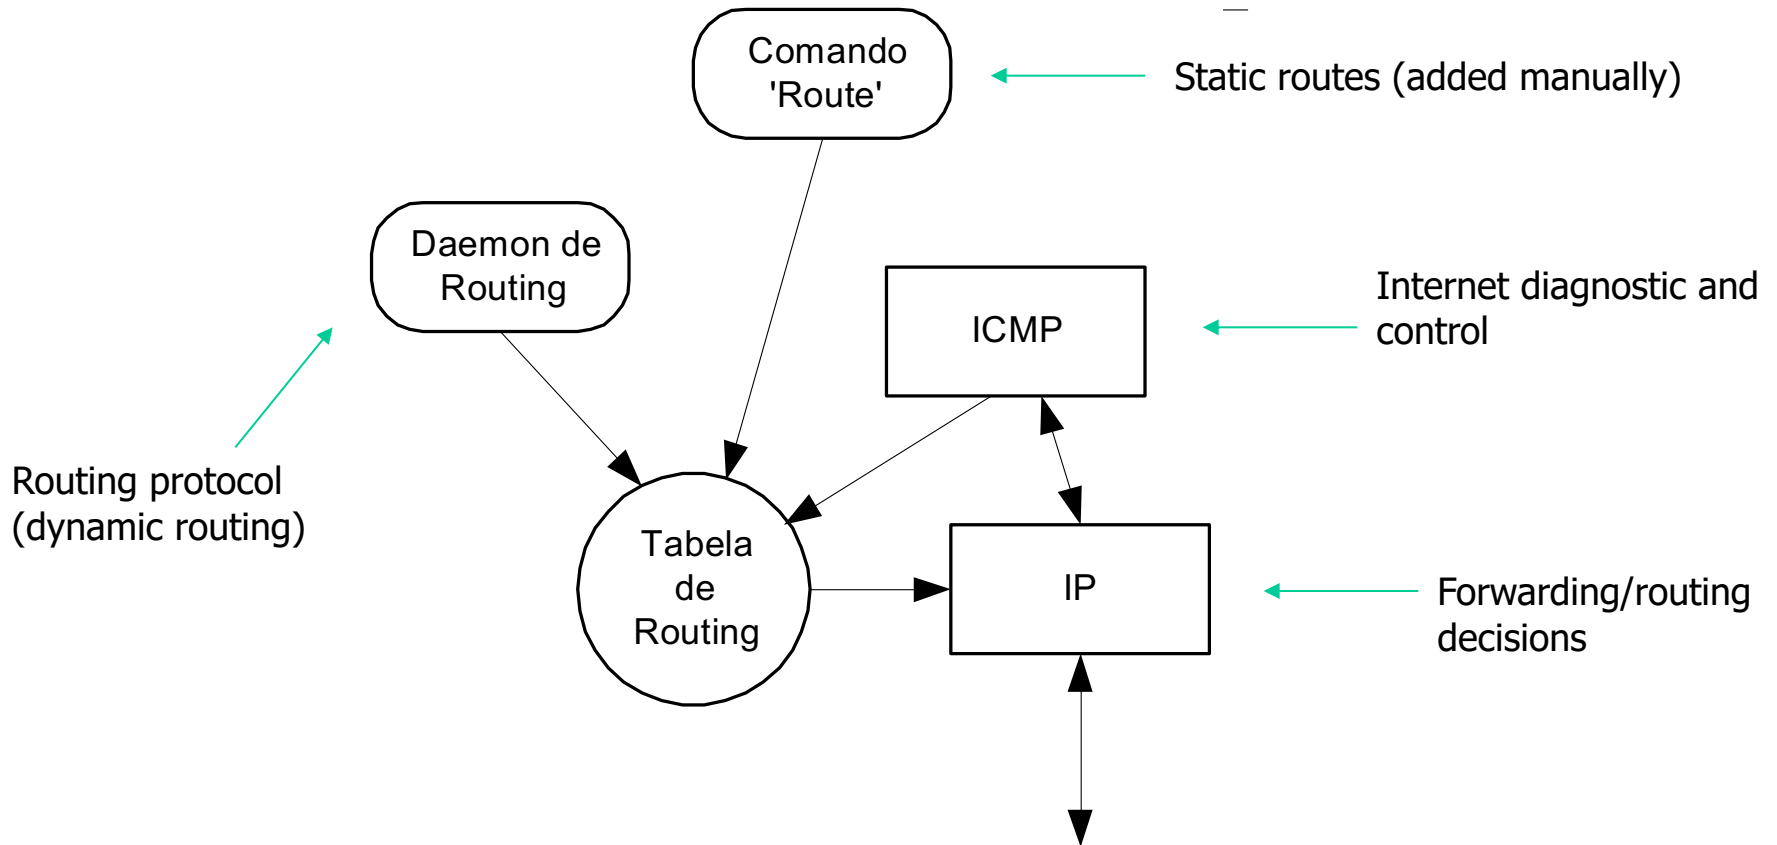 Comando
'Route'
Static routes (added manually)
Daemon de
Routing
ICMP
Internet diagnostic and
control
Routing protocol
(dynamic routing)
Tabela
de
Routing
IP
Forwarding/routing
decisions